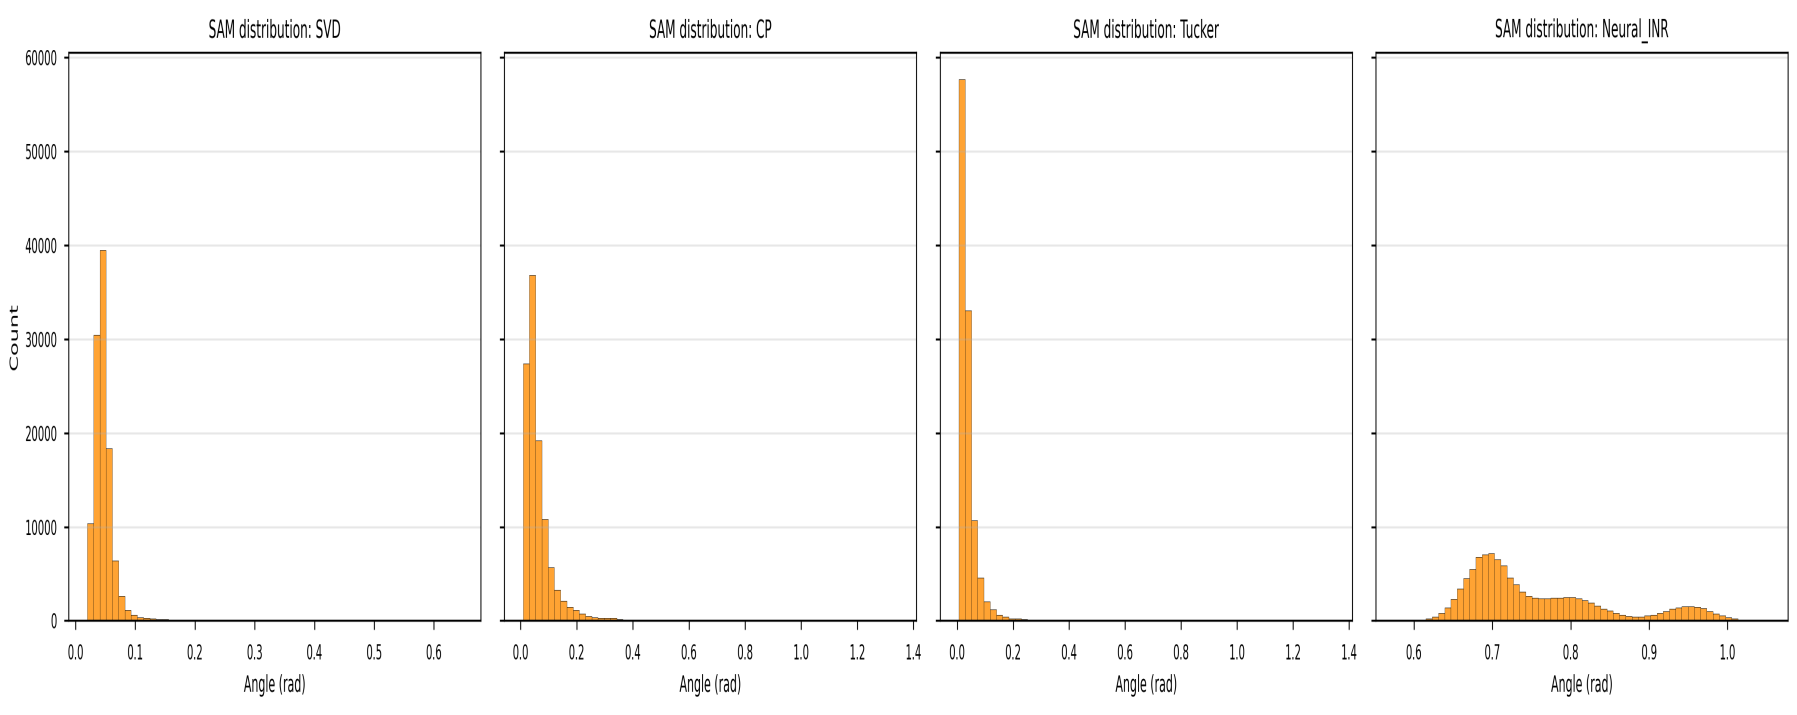 SAM distribution: SVD
SAM distribution: CP
SAM distribution: Tucker
SAM distribution: Neural_INR
Count
60000
50000
40000
30000
20000
10000
0
0.0 0.1 0.2 0.3 0.4 0.5 0.6
0.0 0.2 0.4 0.6 0.8 1.0 1.2 1.4
0.0 0.2 0.4 0.6 0.8 1.0 1.2 1.4
0.6 0.7 0.8 0.9 1.0
Angle (rad)
Angle (rad)
Angle (rad)
Angle (rad)